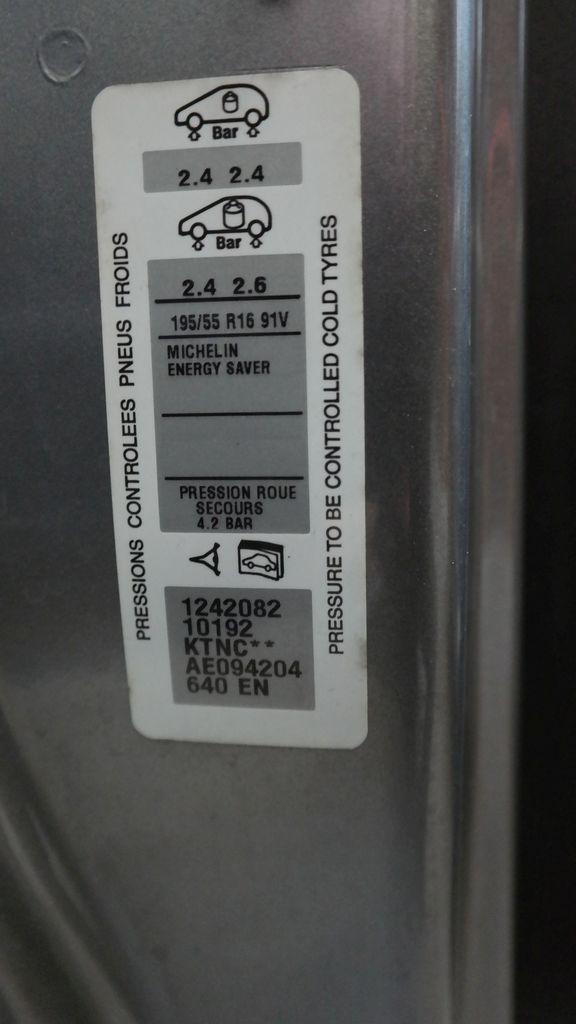 Bar
2.4 2.4
Bar
2.4 2.6
195/55 R16 91V
MICHELIN
ENERGY SAVER
PRESSION ROUE
SECOURS
4.2 BAR
1242082
10192
KTNC**
AE094204
640 EN
PRESSIONS CONTROLEES PNEUS FROIDS
PRESSURE TO BE CONTROLLED COLD TYRES